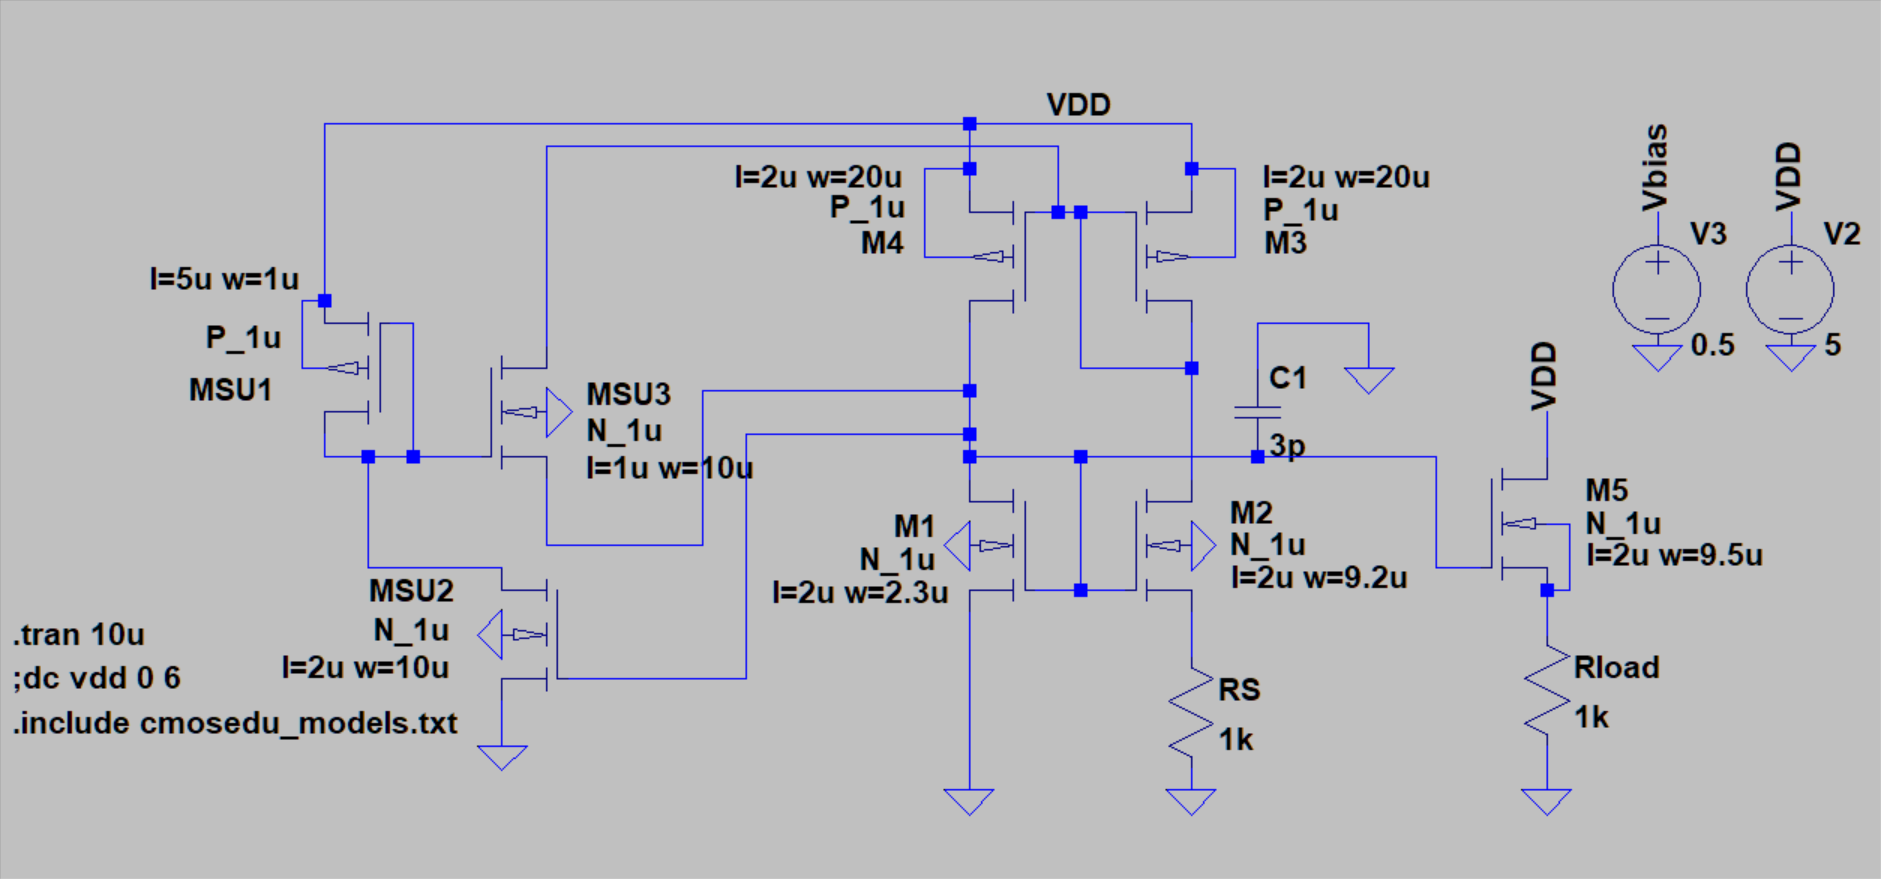 VDD
l=2u w=20u
P_1u
M4
l=2u w=20u
P_1u
M3
Vbias
V3
0.5
VDD
V2
5
l=5u w=1u
P_1u
MSU1
MSU3
N_1u
l=1u w=10u
C1
3p
VDD
M5
N_1u
l=2u w=9.5u
M1
N_1u
l=2u w=2.3u
M2
N_1u
l=2u w=9.2u
MSU2
N_1u
l=2u w=10u
RS
1k
Rload
1k
.tran 10u
;dc vdd 0 6
.include cmosedu_models.txt